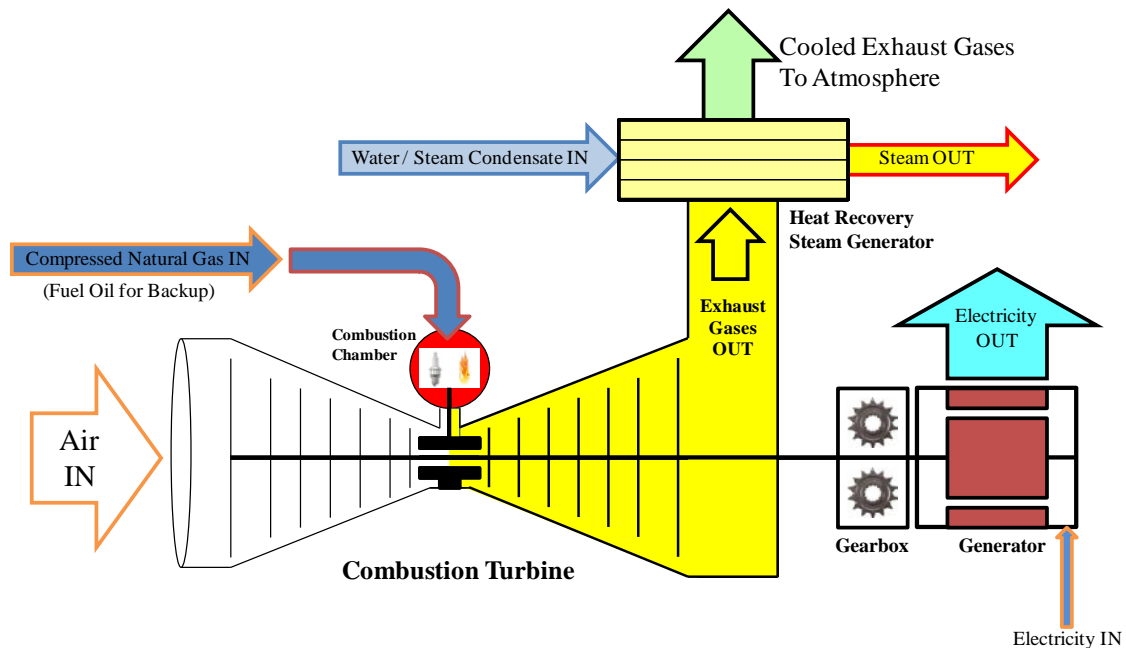 Cooled Exhaust Gases
To Atmosphere
Water / Steam Condensate IN
Steam OUT
Heat Recovery
Steam Generator
Compressed Natural Gas IN
(Fuel Oil for Backup)
Exhaust
Gases
OUT
Electricity
OUT
Combustion
Chamber
Air
IN
Gearbox
Generator
Combustion Turbine
Electricity IN